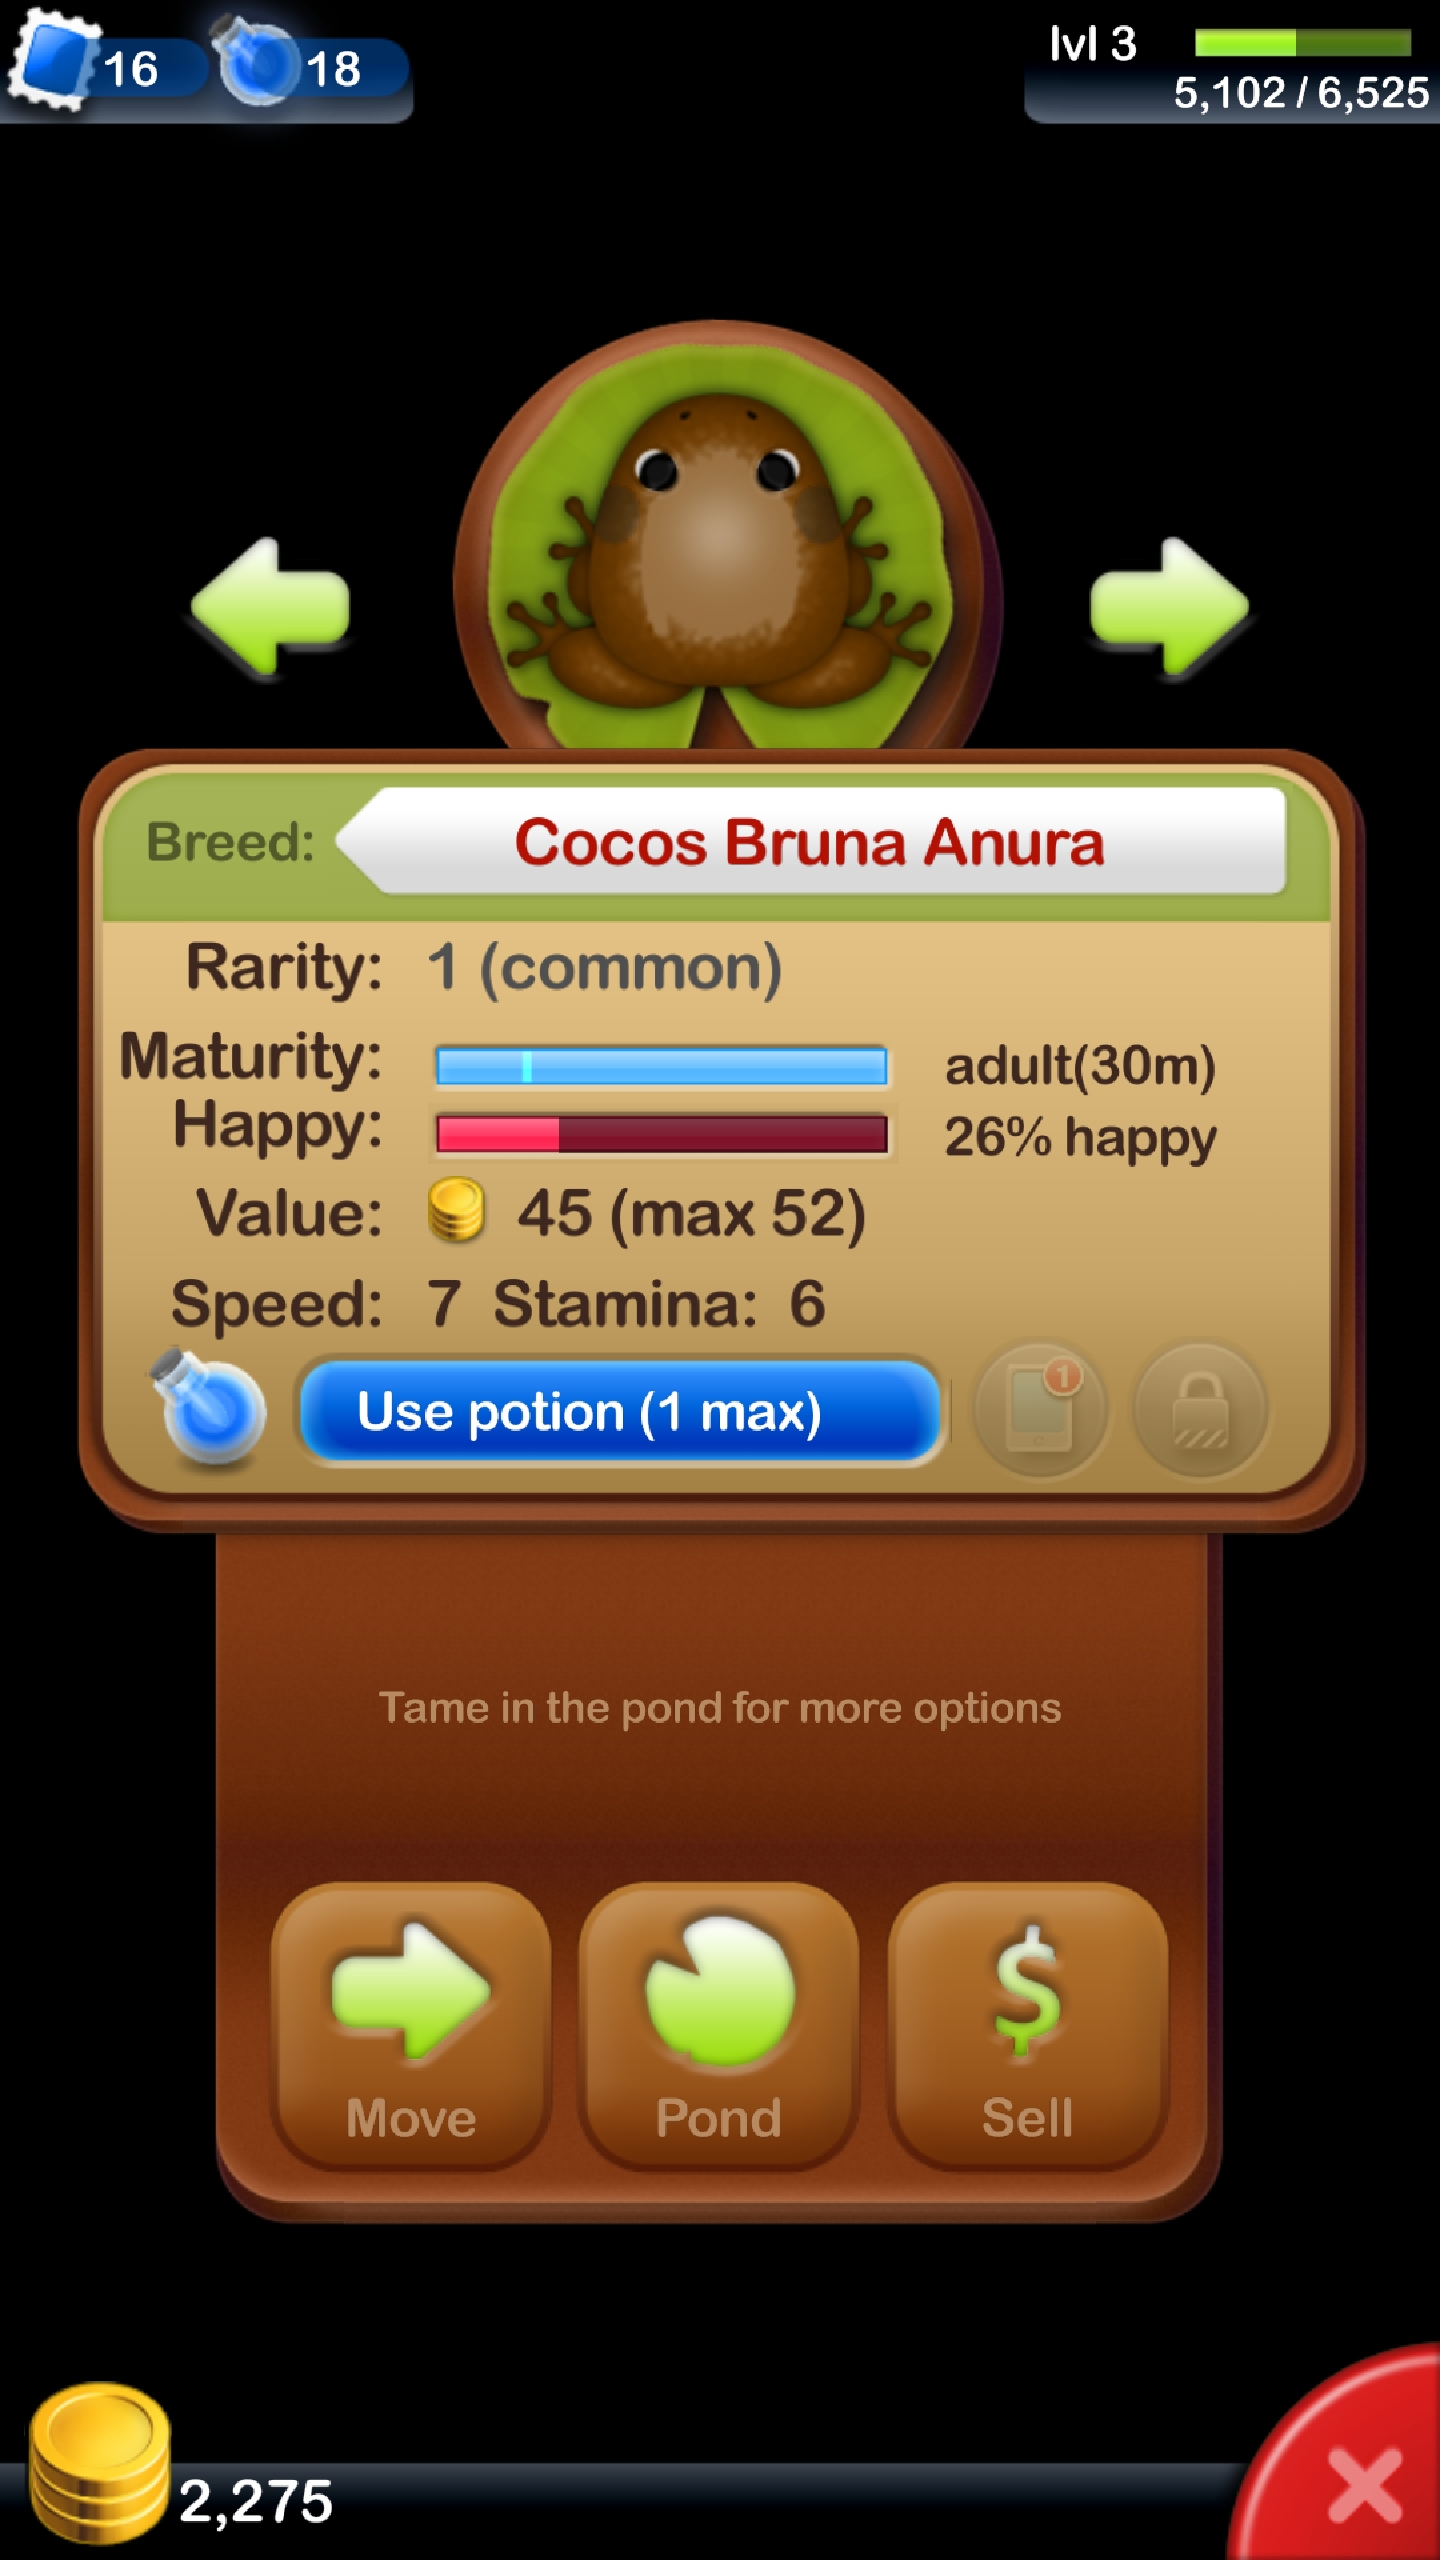 16
18
lvl 3
5,102 / 6,525
Breed: Cocos Bruna Anura
Rarity: 1 (common)
Maturity: adult(30m)
Happy: 26% happy
Value: 45 (max 52)
Speed: 7 Stamina: 6
Use potion (1 max)
1
Tame in the pond for more options
Move
Pond
$
Sell
2,275